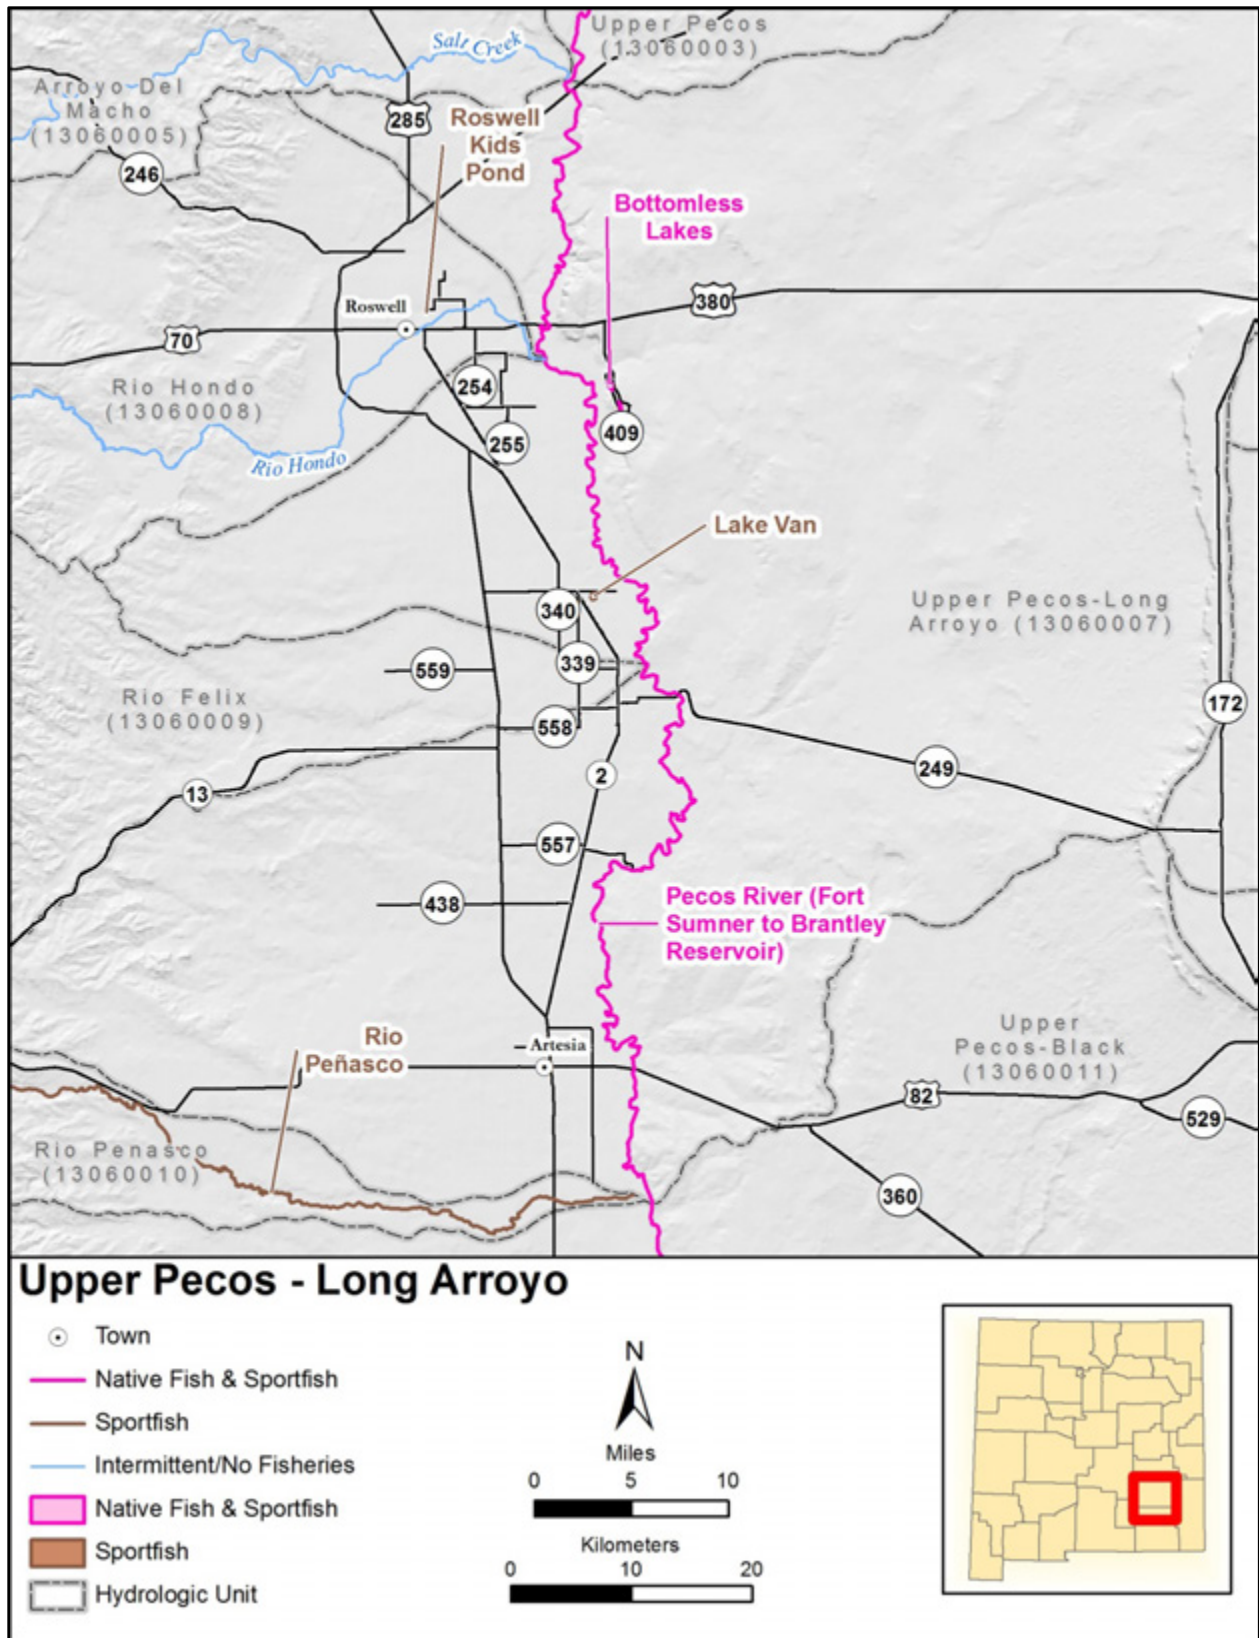 Salt Creek
Upper Pecos
(13060003)
Arroyo Del
Macho
(13060005)
285
Roswell
Kids
Pond
246
Bottomless
Lakes
380
Roswell
70
Rio Hondo
(13060008)
254
255
409
Rio Hondo
Lake Van
340
Upper Pecos-Long
Arroyo (13060007)
339
559
Rio Felix
(13060009)
172
558
2
249
13
557
438
Pecos River (Fort
Sumner to Brantley
Reservoir)
Rio
Peñasco
Artesia
Upper
Pecos-Black
(13060011)
82
529
Rio Penasco
(13060010)
360
Upper Pecos - Long Arroyo
Town
Native Fish & Sportfish
Sportfish
Intermittent/No Fisheries
Native Fish & Sportfish
Sportfish
Hydrologic Unit
N
Miles
0 5 10
Kilometers
0 10 20